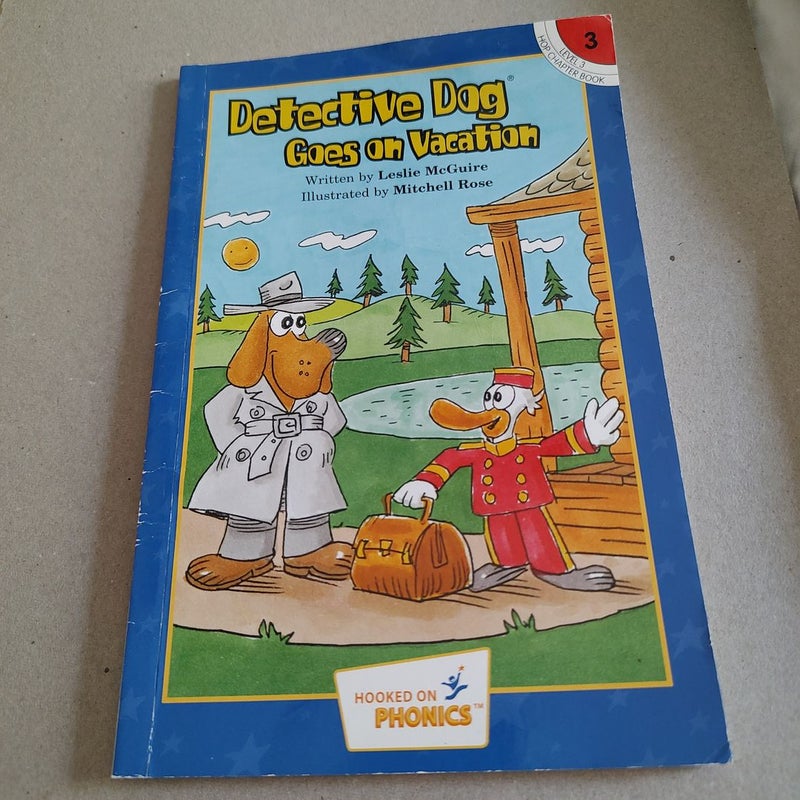 3
LEVEL 3
HOP CHAPTER BOOK
Detective Dog®
Goes on Vacation
Written by Leslie McGuire
Illustrated by Mitchell Rose
HOOKED ON
PHONICS™